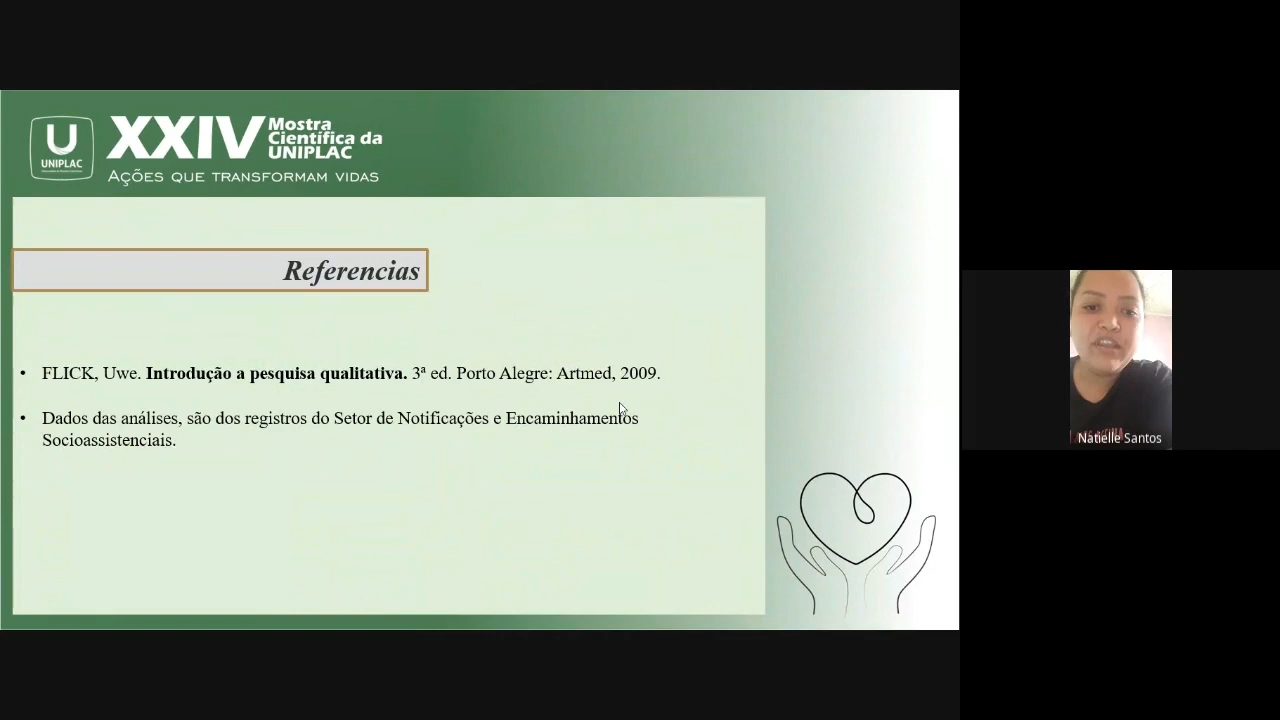 U
UNIPLAC
XXIV
Mostra
Científica da
UNIPLAC
AÇÕES QUE TRANSFORMAM VIDAS
Referencias
• FLICK, Uwe. Introdução a pesquisa qualitativa. 3ª ed. Porto Alegre: Artmed, 2009.
• Dados das análises, são dos registros do Setor de Notificações e Encaminhamentos
Socioassistenciais.
Natielle Santos